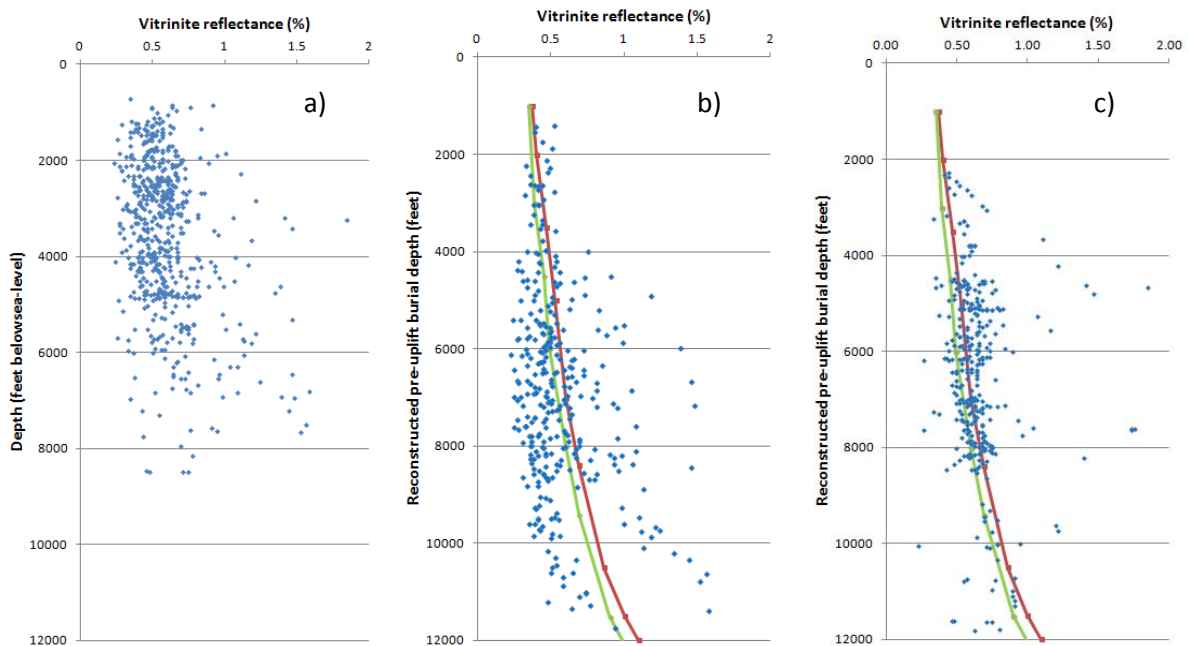 Vitrinite reflectance (%)
0 0.5 1 1.5 2
a)
Depth (feet belowsea-level)
0
2000
4000
6000
8000
10000
12000
Vitrinite reflectance (%)
0 0.5 1 1.5 2
b)
Reconstructed pre-uplift burial depth (feet)
0
2000
4000
6000
8000
10000
12000
Vitrinite reflectance (%)
0.00 0.50 1.00 1.50 2.00
c)
Reconstructed pre-uplift burial depth (feet)
0
2000
4000
6000
8000
10000
12000